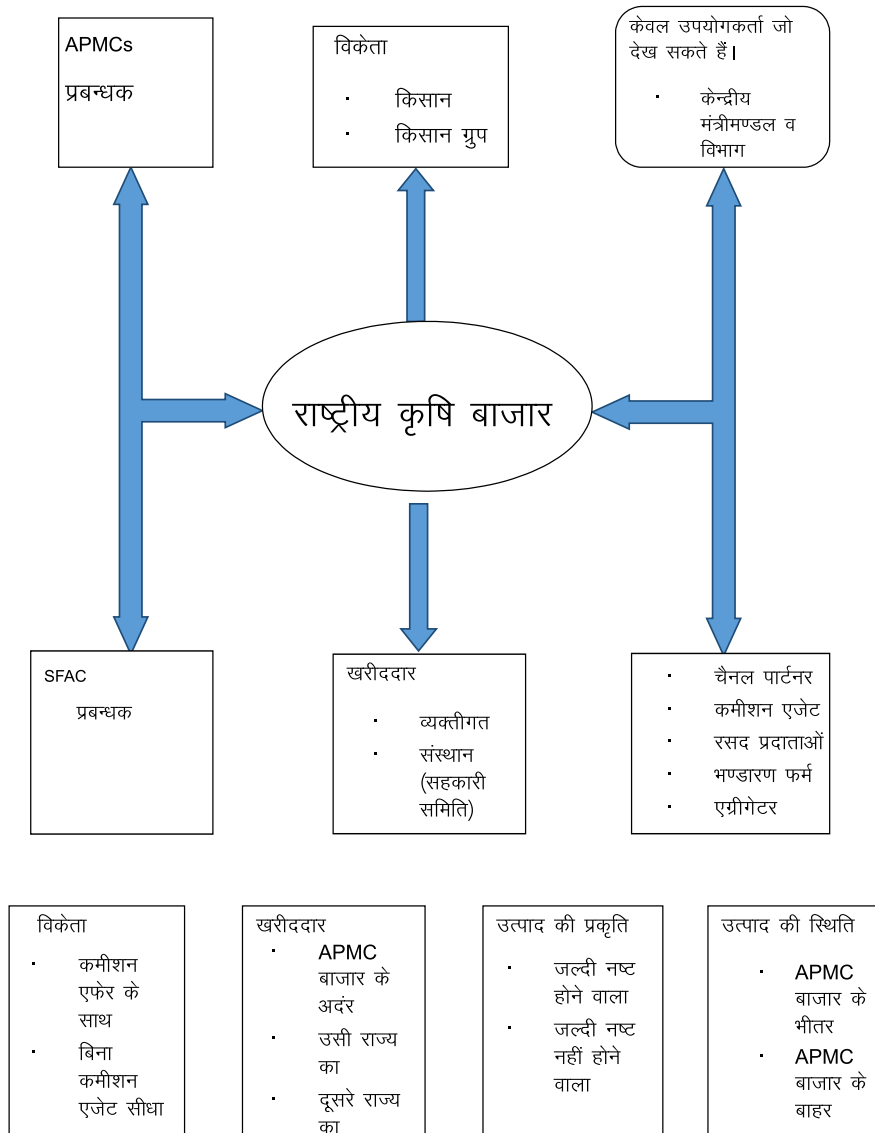 APMCs
प्रबन्धक
विकेता
· किसान
· किसान ग्रुप
केवल उपयोगकर्ता जो
देख सकते हैं।
· केन्द्रीय
मंत्रीमण्डल व
विभाग
राष्ट्रीय कृषि बाजार
SFAC
प्रबन्धक
खरीददार
· व्यक्तीगत
· संस्थान
(सहकारी
समिति)
· चैनल पार्टनर
· कमीशन एजेट
· रसद प्रदाताओं
· भण्डारण फर्म
· एग्रीगेटर
विकेता
· कमीशन
एफेर के
साथ
· बिना
कमीशन
एजेट सीधा
खरीददार
· APMC
बाजार के
अदंर
· उसी राज्य
का
· दूसरे राज्य
का
उत्पाद की प्रकृति
· जल्दी नष्ट
होने वाला
· जल्दी नष्ट
नहीं होने
वाला
उत्पाद की स्थिति
· APMC
बाजार के
भीतर
· APMC
बाजार के
बाहर